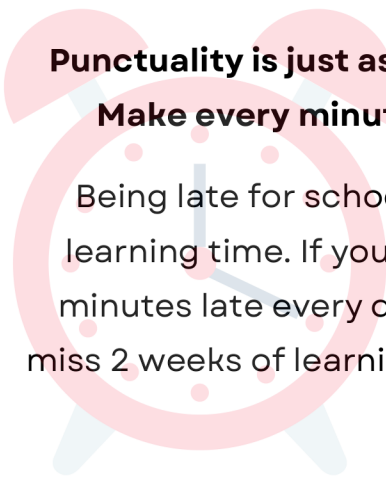 Punctuality is just as
Make every minut
Being late for scho
learning time. If you
minutes late every
miss 2 weeks of learni